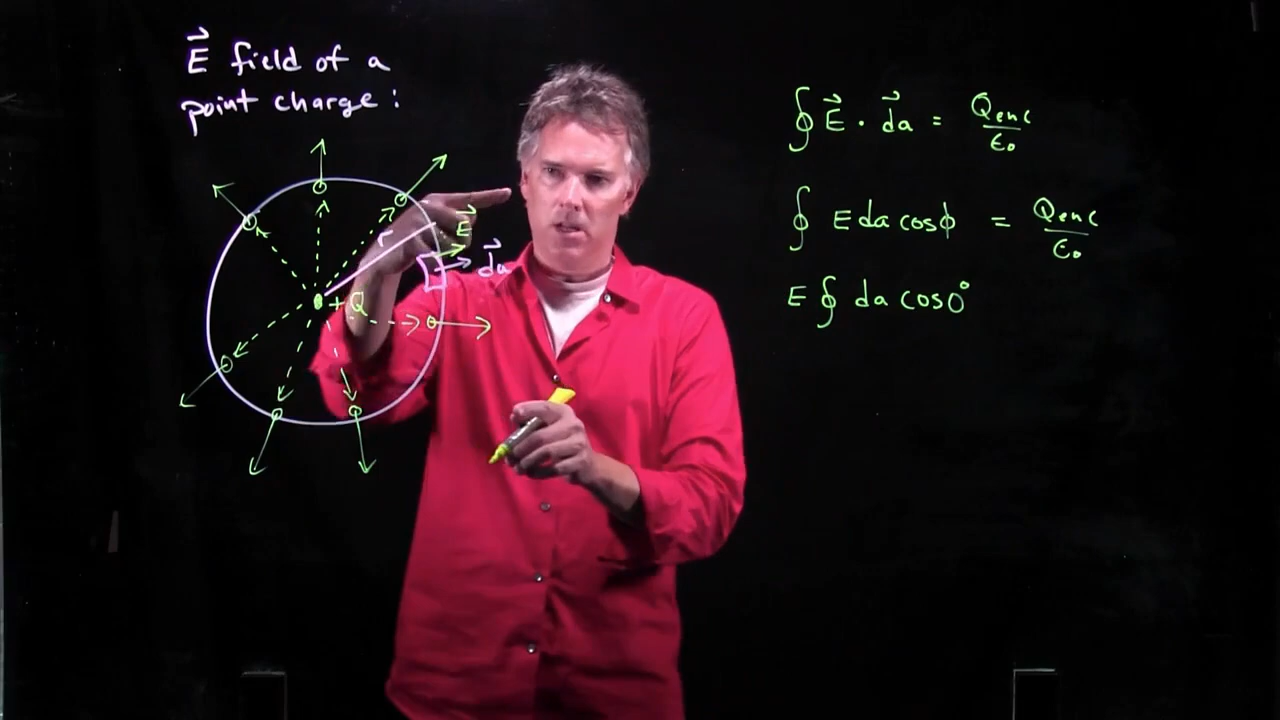 E⃗ field of a
point charge :
r
E⃗
da⃗
+ Q
∮ E⃗ · da⃗ = Qenc/ϵ₀
∮ E da cosϕ = Qenc/ϵ₀
E ∮ da cos0°